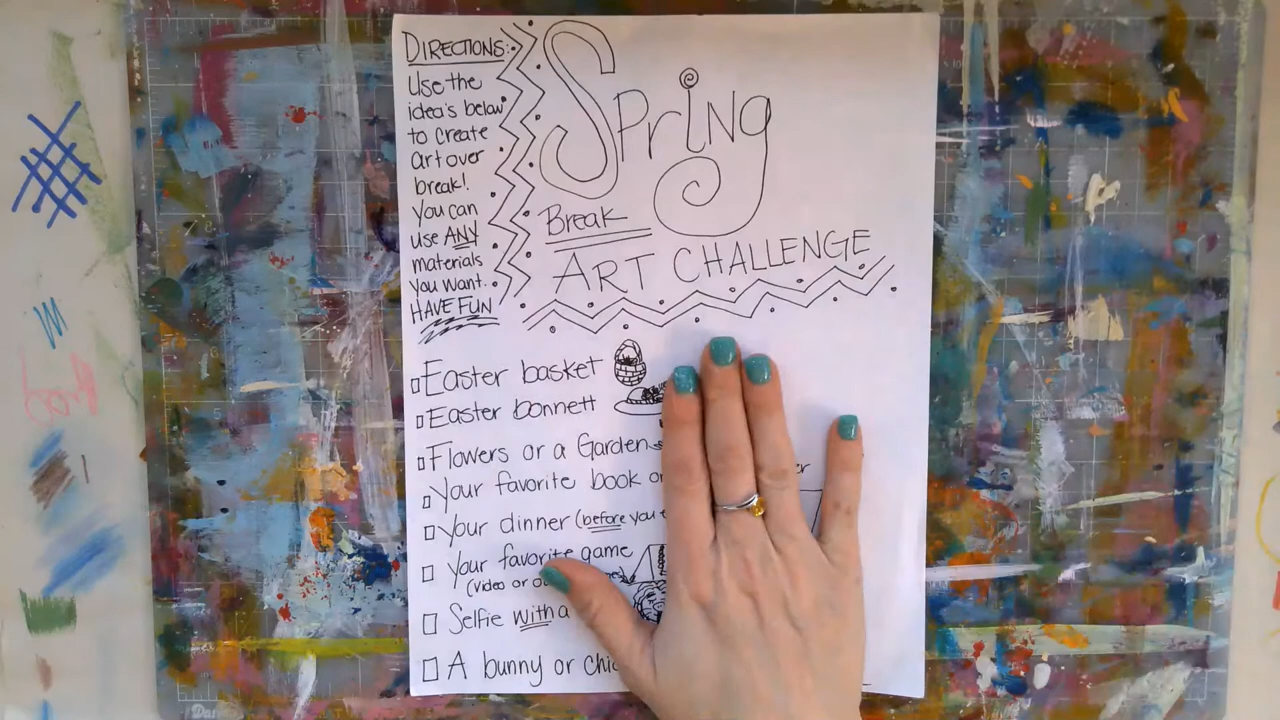 DIRECTIONS:
Use the
idea's below
to create
art over
break!
You can
use ANY
materials
you want.
HAVE FUN
Spring
Break
ART CHALLENGE
Easter basket
Easter bonnett
Flowers or a Garden
Your favorite book or
Your dinner (before you
Your favorite game
(video or
Selfie with a
A bunny or